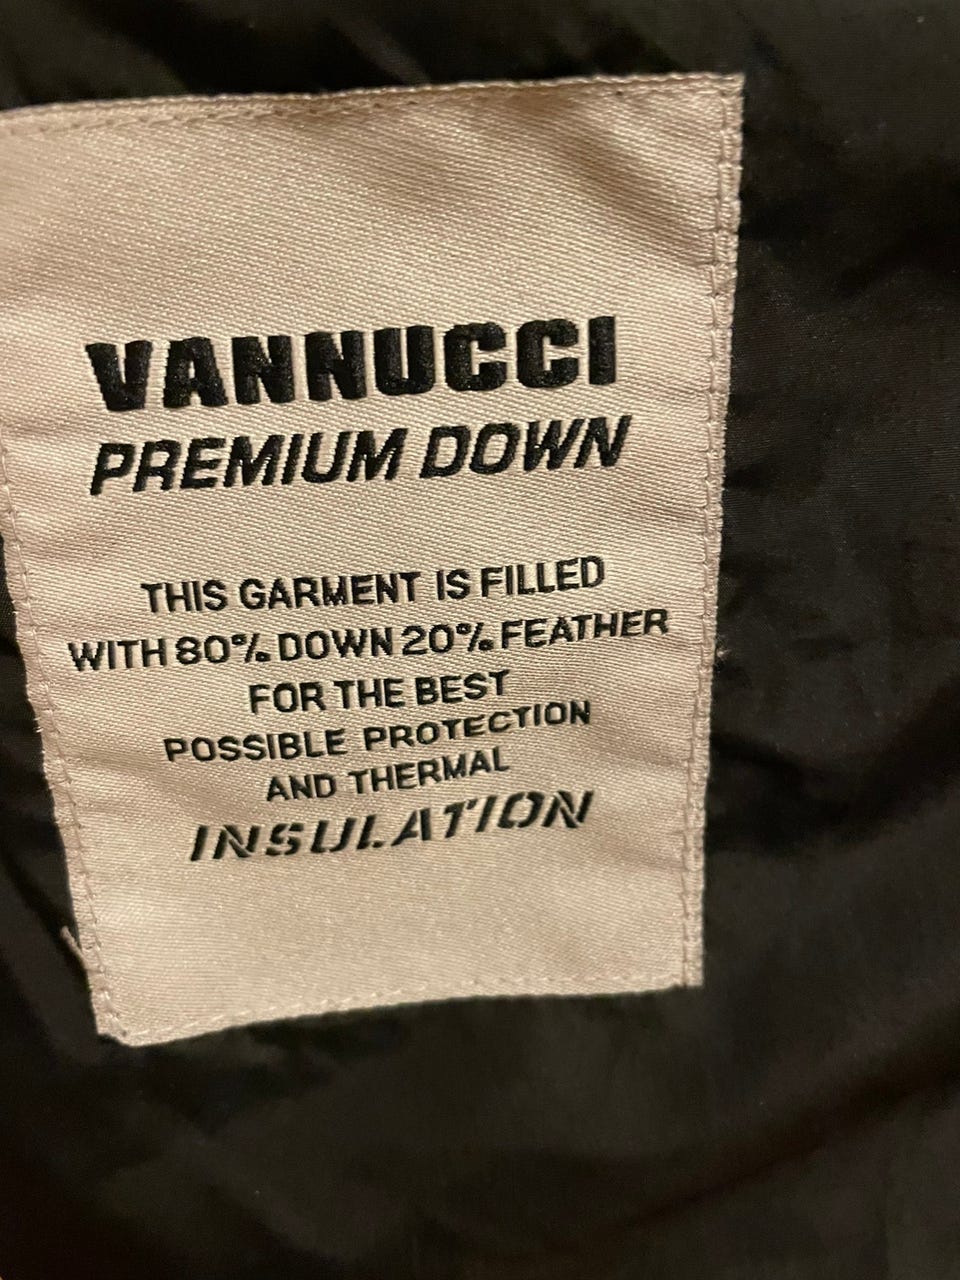 VANNUCCI
PREMIUM DOWN
THIS GARMENT IS FILLED
WITH 80% DOWN 20% FEATHER
FOR THE BEST
POSSIBLE PROTECTION
AND THERMAL
INSULATION